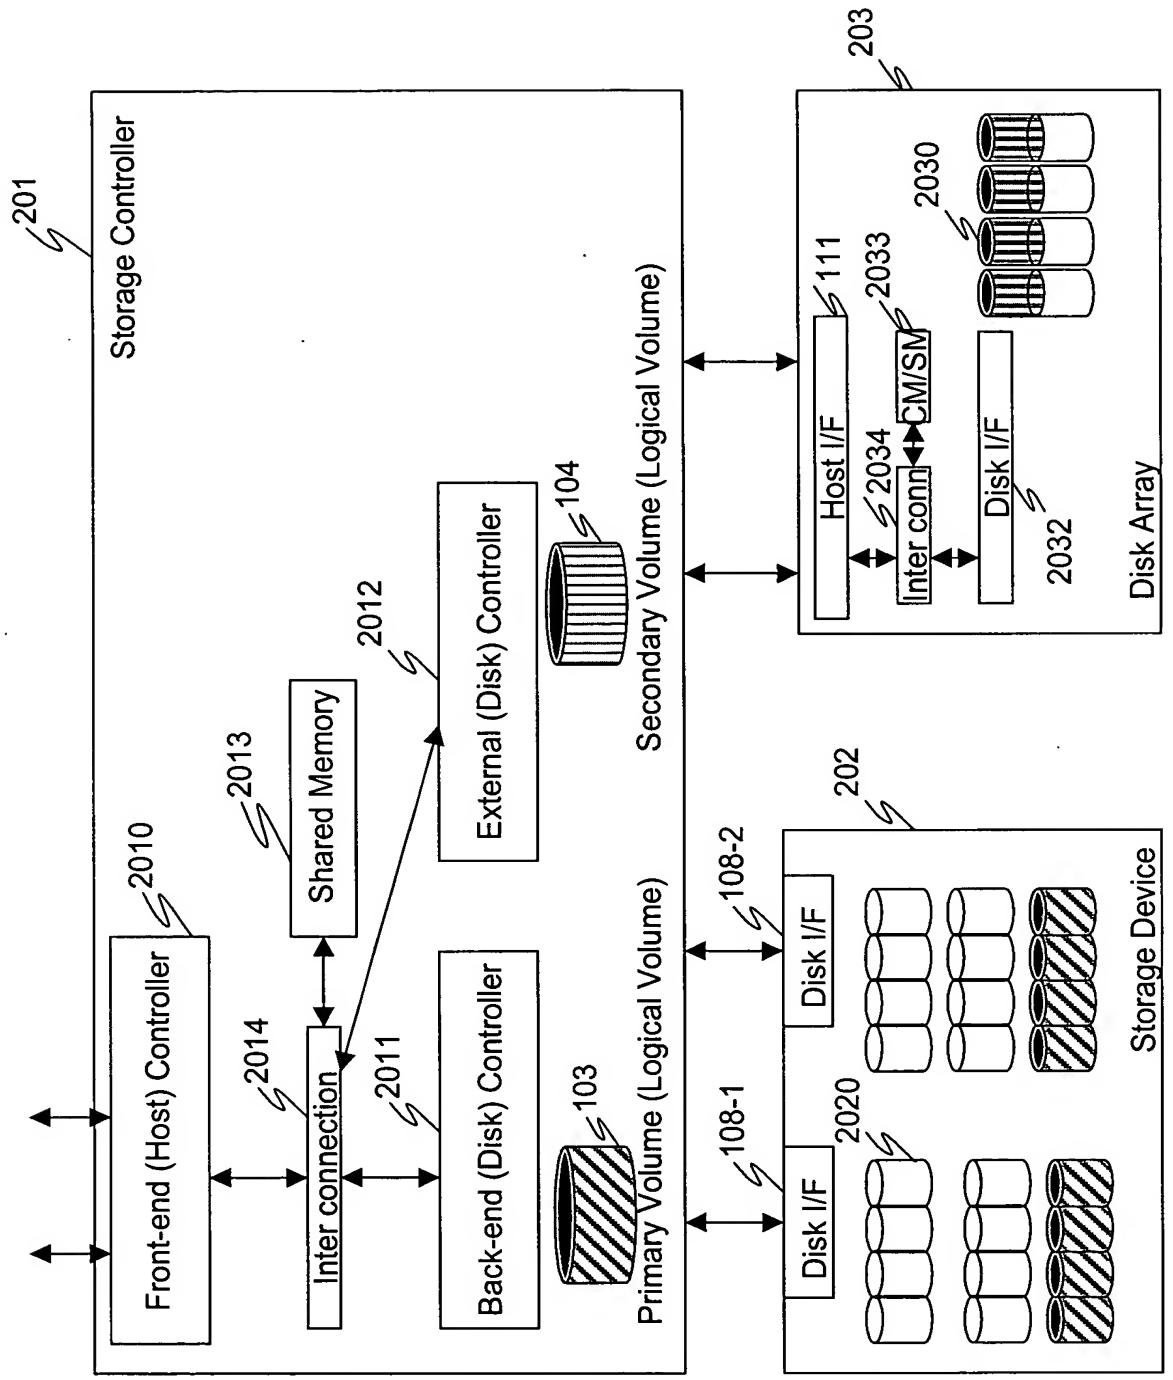 201
Storage Controller
2010
Front-end (Host) Controller
2013
Shared Memory
2014
Inter connection
2012
External (Disk) Controller
2011
Back-end (Disk) Controller
104
103
Secondary Volume (Logical Volume)
Primary Volume (Logical Volume)
108-1
108-2
202
Disk I/F
Disk I/F
2020
Storage Device
203
111
Host I/F
2034
2033
Inter conn
CM/SM
2030
Disk I/F
2032
Disk Array